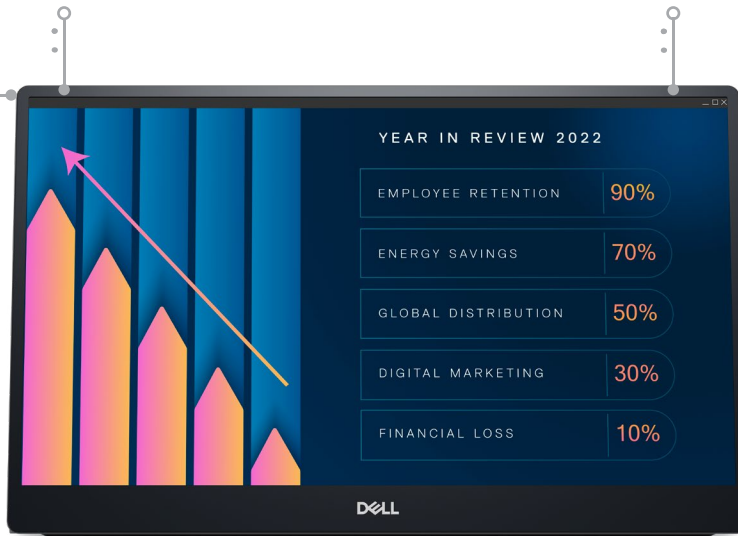 YEAR IN REVIEW 2022
EMPLOYEE RETENTION 90%
ENERGY SAVINGS 70%
GLOBAL DISTRIBUTION 50%
DIGITAL MARKETING 30%
FINANCIAL LOSS 10%
DELL